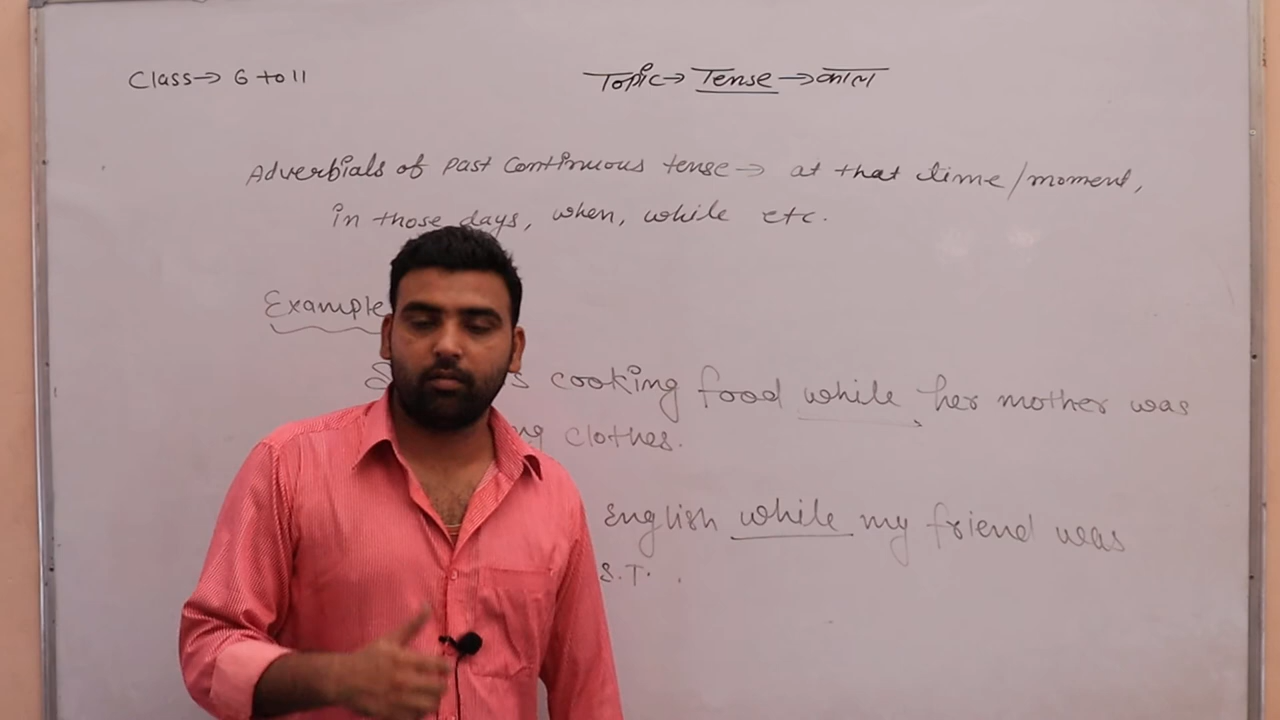 Class→ 6 to 11
Topic→ Tense →काल
Adverbials of past continuous tense → at that time/moment,
in those days, when, while etc.
Example
cooking food while her mother was
clothes.
English while my friend was
S.T.